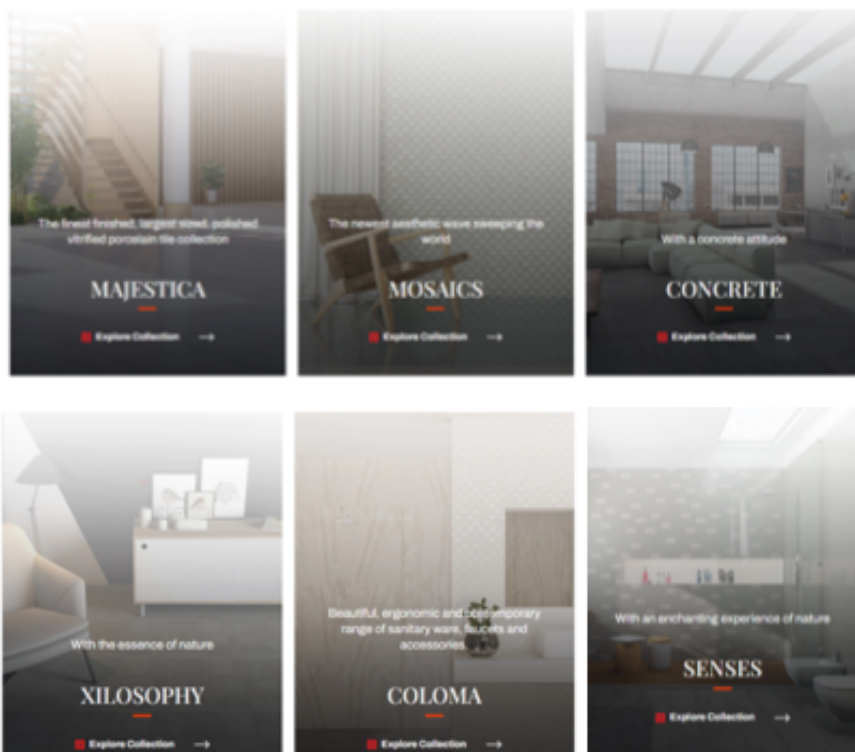 The finest finished, largest sized, polished
vitrified porcelain tile collection
MAJESTICA
Explore Collection
The newest aesthetic wave sweeping the
world
MOSAICS
Explore Collection
With a concrete attitude
CONCRETE
Explore Collection
With the essence of nature
XILOSOPHY
Explore Collection
Beautiful, ergonomic and contemporary
range of sanitary ware, faucets and
accessories
COLOMA
Explore Collection
With an enchanting experience of nature
SENSES
Explore Collection